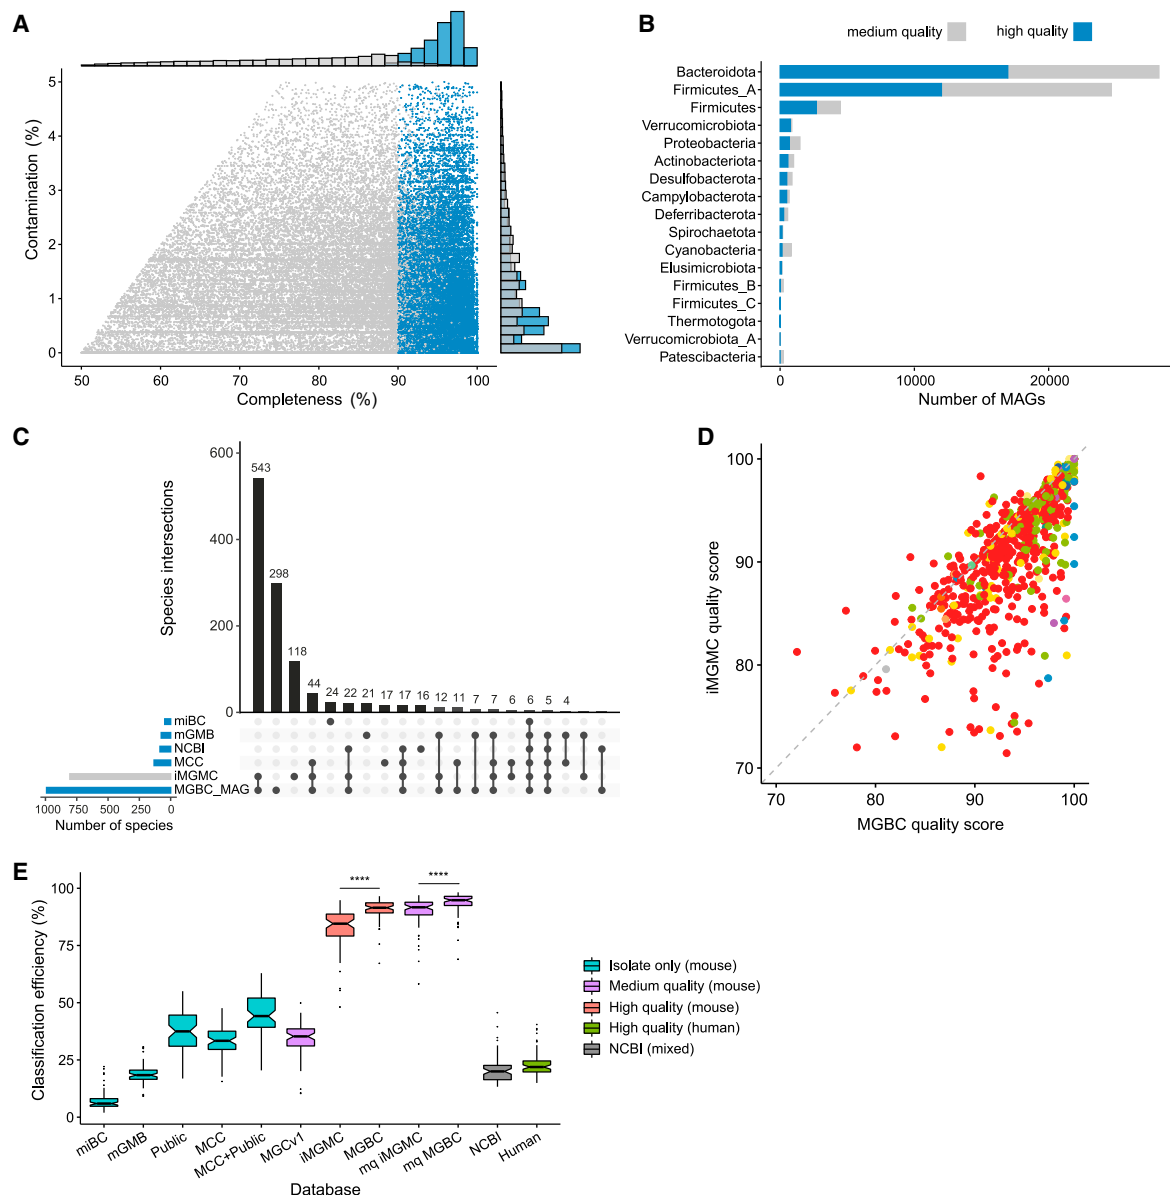 A
Contamination (%)
5
4
3
2
1
0
50
60
70
80
90
100
Completeness (%)
B
medium quality
high quality
Bacteroidota
Firmicutes_A
Firmicutes
Verrucomicrobiota
Proteobacteria
Actinobacteriota
Desulfobacterota
Campylobacterota
Deferribacterota
Spirochaetota
Cyanobacteria
Elusimicrobiota
Firmicutes_B
Firmicutes_C
Thermotogota
Verrucomicrobiota_A
Patescibacteria
0
10000
20000
Number of MAGs
C
Species intersections
600
400
200
0
543
298
118
44
24
22
21
17
17
16
12
11
7
7
6
6
5
4
miBC
mGMB
NCBI
MCC
iMGMC
MGBC_MAG
1000
750
500
250
0
Number of species
D
iMGMC quality score
100
90
80
70
70
80
90
100
MGBC quality score
E
Classification efficiency (%)
100
75
50
25
0
****
****
miBC
mGMB
Public
MCC
MCC+Public
MGCv1
iMGMC
MGBC
mq iMGMC
mq MGBC
NCBI
Human
Database
Isolate only (mouse)
Medium quality (mouse)
High quality (mouse)
High quality (human)
NCBI (mixed)